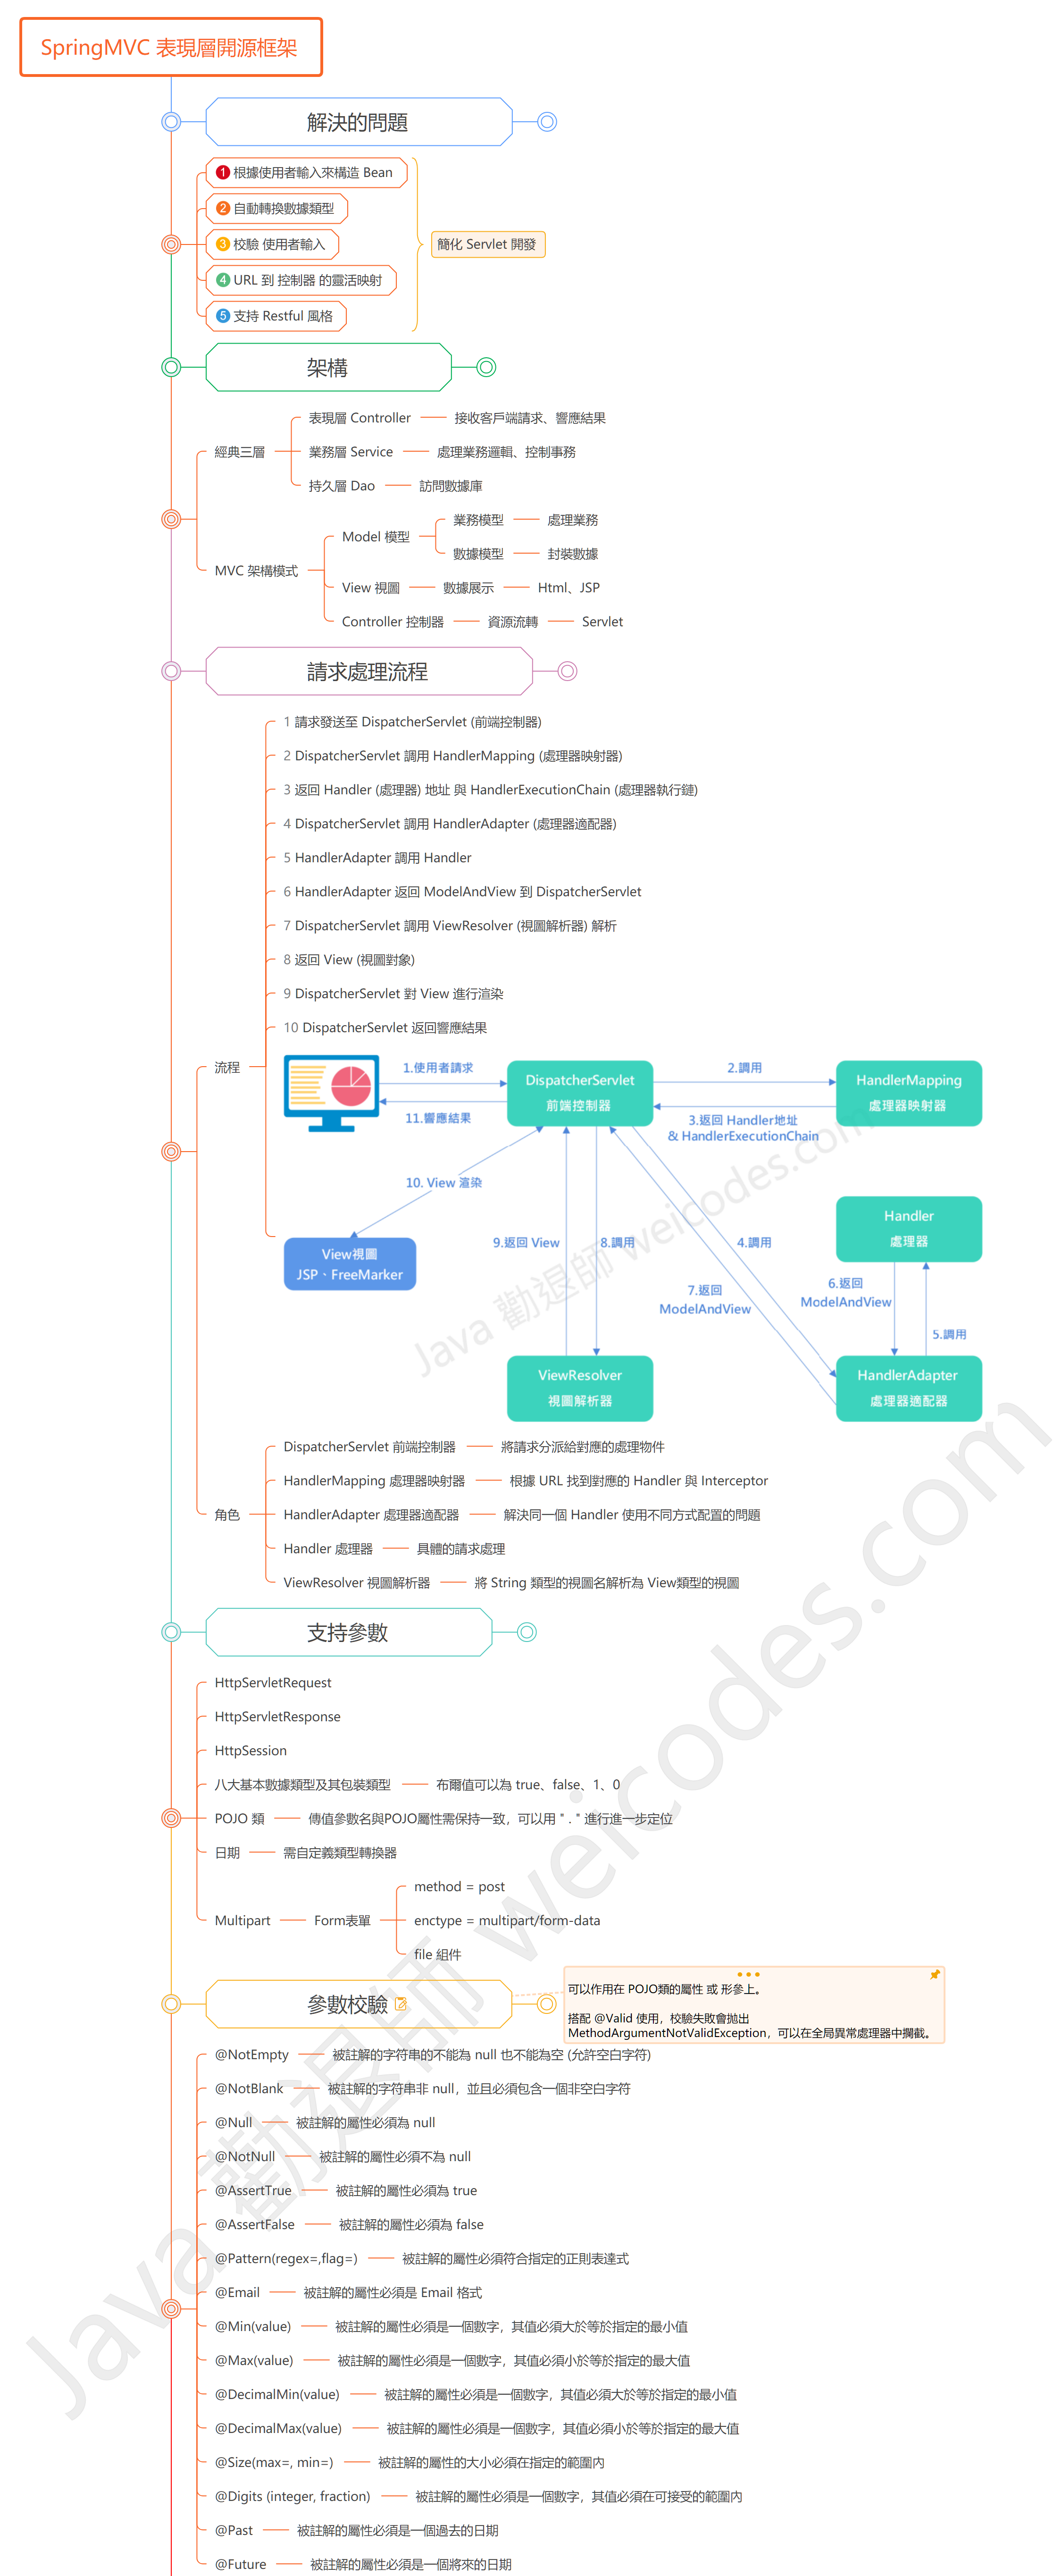 SpringMVC 表現層開源框架
解決的問題
1 根據使用者輸入來構造 Bean
2 自動轉換數據類型
3 校驗 使用者輸入
4 URL 到 控制器 的靈活映射
5 支持 Restful 風格
簡化 Servlet 開發
架構
經典三層
表現層 Controller
接收客戶端請求、響應結果
業務層 Service
處理業務邏輯、控制事務
持久層 Dao
訪問數據庫
MVC 架構模式
Model 模型
業務模型
處理業務
數據模型
封裝數據
View 視圖
數據展示
Html、JSP
Controller 控制器
資源流轉
Servlet
請求處理流程
流程
1 請求發送至 DispatcherServlet (前端控制器)
2 DispatcherServlet 調用 HandlerMapping (處理器映射器)
3 返回 Handler (處理器) 地址 與 HandlerExecutionChain (處理器執行鏈)
4 DispatcherServlet 調用 HandlerAdapter (處理器適配器)
5 HandlerAdapter 調用 Handler
6 HandlerAdapter 返回 ModelAndView 到 DispatcherServlet
7 DispatcherServlet 調用 ViewResolver (視圖解析器) 解析
8 返回 View (視圖對象)
9 DispatcherServlet 對 View 進行渲染
10 DispatcherServlet 返回響應結果
1.使用者請求
11.響應結果
DispatcherServlet
前端控制器
2.調用
3.返回 Handler地址
& HandlerExecutionChain
HandlerMapping
處理器映射器
10. View 渲染
View視圖
JSP、FreeMarker
9.返回 View
8.調用
7.返回
ModelAndView
4.調用
Handler
處理器
6.返回
ModelAndView
5.調用
ViewResolver
視圖解析器
HandlerAdapter
處理器適配器
Java 勸退師 weicodes.com
角色
DispatcherServlet 前端控制器
將請求分派給對應的處理物件
HandlerMapping 處理器映射器
根據 URL 找到對應的 Handler 與 Interceptor
HandlerAdapter 處理器適配器
解決同一個 Handler 使用不同方式配置的問題
Handler 處理器
具體的請求處理
ViewResolver 視圖解析器
將 String 類型的視圖名解析為 View類型的視圖
支持參數
HttpServletRequest
HttpServletResponse
HttpSession
八大基本數據類型及其包裝類型
布爾值可以為 true、false、1、0
POJO 類
傳值參數名與POJO屬性需保持一致，可以用 " . " 進行進一步定位
日期
需自定義類型轉換器
Multipart
Form表單
method = post
enctype = multipart/form-data
file 組件
參數校驗
可以作用在 POJO類的屬性 或 形參上。
搭配 @Valid 使用，校驗失敗會拋出
MethodArgumentNotValidException，可以在全局異常處理器中攔截。
@NotEmpty
被註解的字符串的不能為 null 也不能為空 (允許空白字符)
@NotBlank
被註解的字符串非 null，並且必須包含一個非空白字符
@Null
被註解的屬性必須為 null
@NotNull
被註解的屬性必須不為 null
@AssertTrue
被註解的屬性必須為 true
@AssertFalse
被註解的屬性必須為 false
@Pattern(regex=,flag=)
被註解的屬性必須符合指定的正則表達式
@Email
被註解的屬性必須是 Email 格式
@Min(value)
被註解的屬性必須是一個數字，其值必須大於等於指定的最小值
@Max(value)
被註解的屬性必須是一個數字，其值必須小於等於指定的最大值
@DecimalMin(value)
被註解的屬性必須是一個數字，其值必須大於等於指定的最小值
@DecimalMax(value)
被註解的屬性必須是一個數字，其值必須小於等於指定的最大值
@Size(max=, min=)
被註解的屬性的大小必須在指定的範圍內
@Digits (integer, fraction)
被註解的屬性必須是一個數字，其值必須在可接受的範圍內
@Past
被註解的屬性必須是一個過去的日期
@Future
被註解的屬性必須是一個將來的日期
Java 勸退師 weicodes.com